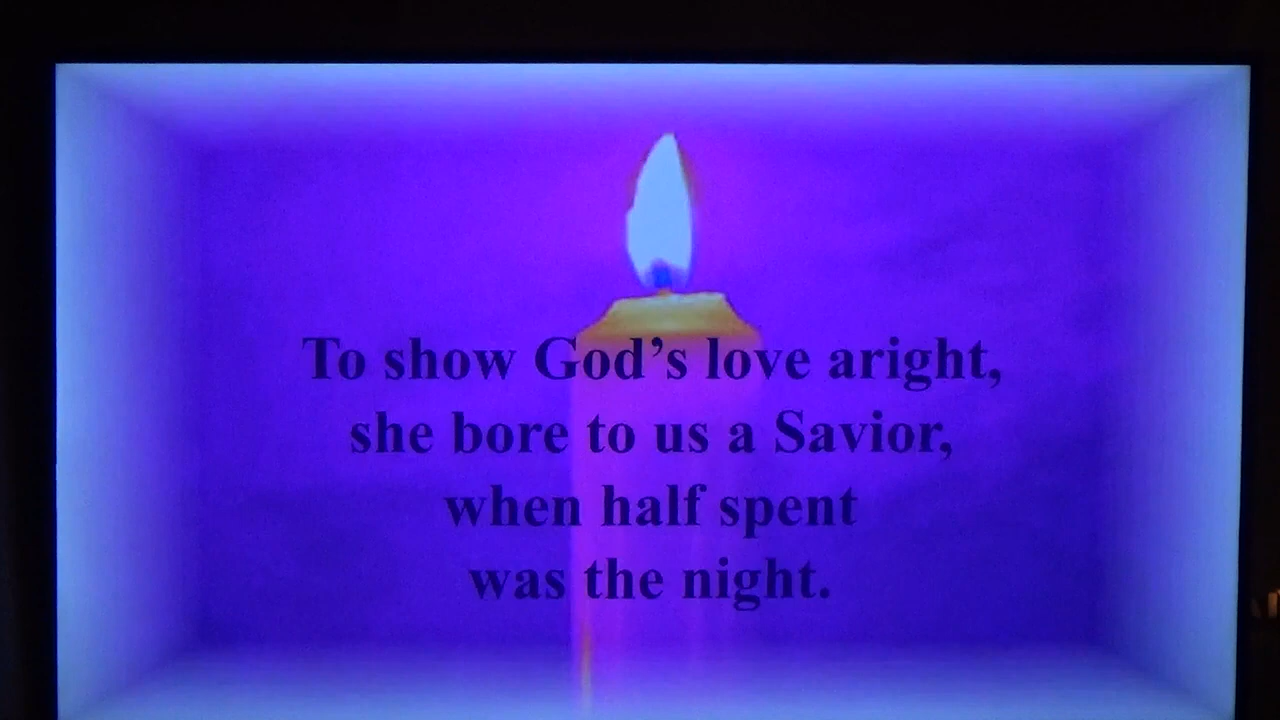 To show God’s love aright,
she bore to us a Savior,
when half spent
was the night.